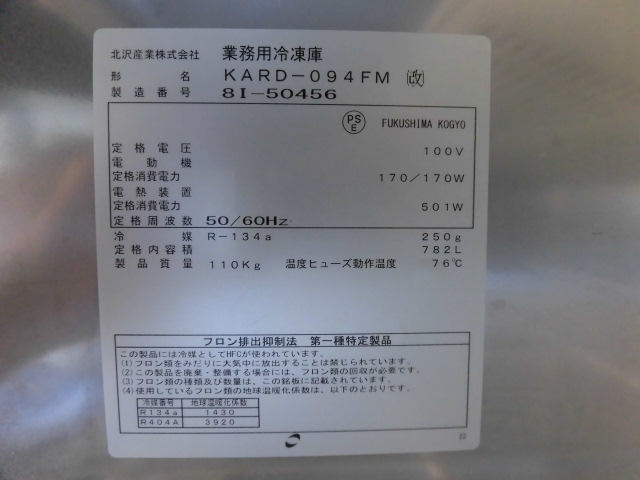 北沢産業株式会社 業務用冷凍庫
形名 KARD-094FM (改)
製造番号 8I-50456
PS E FUKUSHIMA KOGYO
定格電圧 100V
電動機
定格消費電力 170/170W
電熱装置
定格消費電力 501W
定格周波数 50/60Hz
冷媒 R-134a 250g
定格内容積 782L
製品質量 110Kg 温度ヒューズ動作温度 76℃
フロン排出抑制法 第一種特定製品
この製品には冷媒としてHFCが使われています。
(1)フロン類をみだりに大気中に放出することは禁じられています。
(2)この製品を廃棄・整備する場合には、フロン類の回収が必要です。
(3)フロン類の種類及び数量は、この銘板に記載されています。
(4)使用しているフロン類の地球温暖化係数は、以下のとおりです。
冷媒番号 地球温暖化係数
R134a 1430
R404A 3920